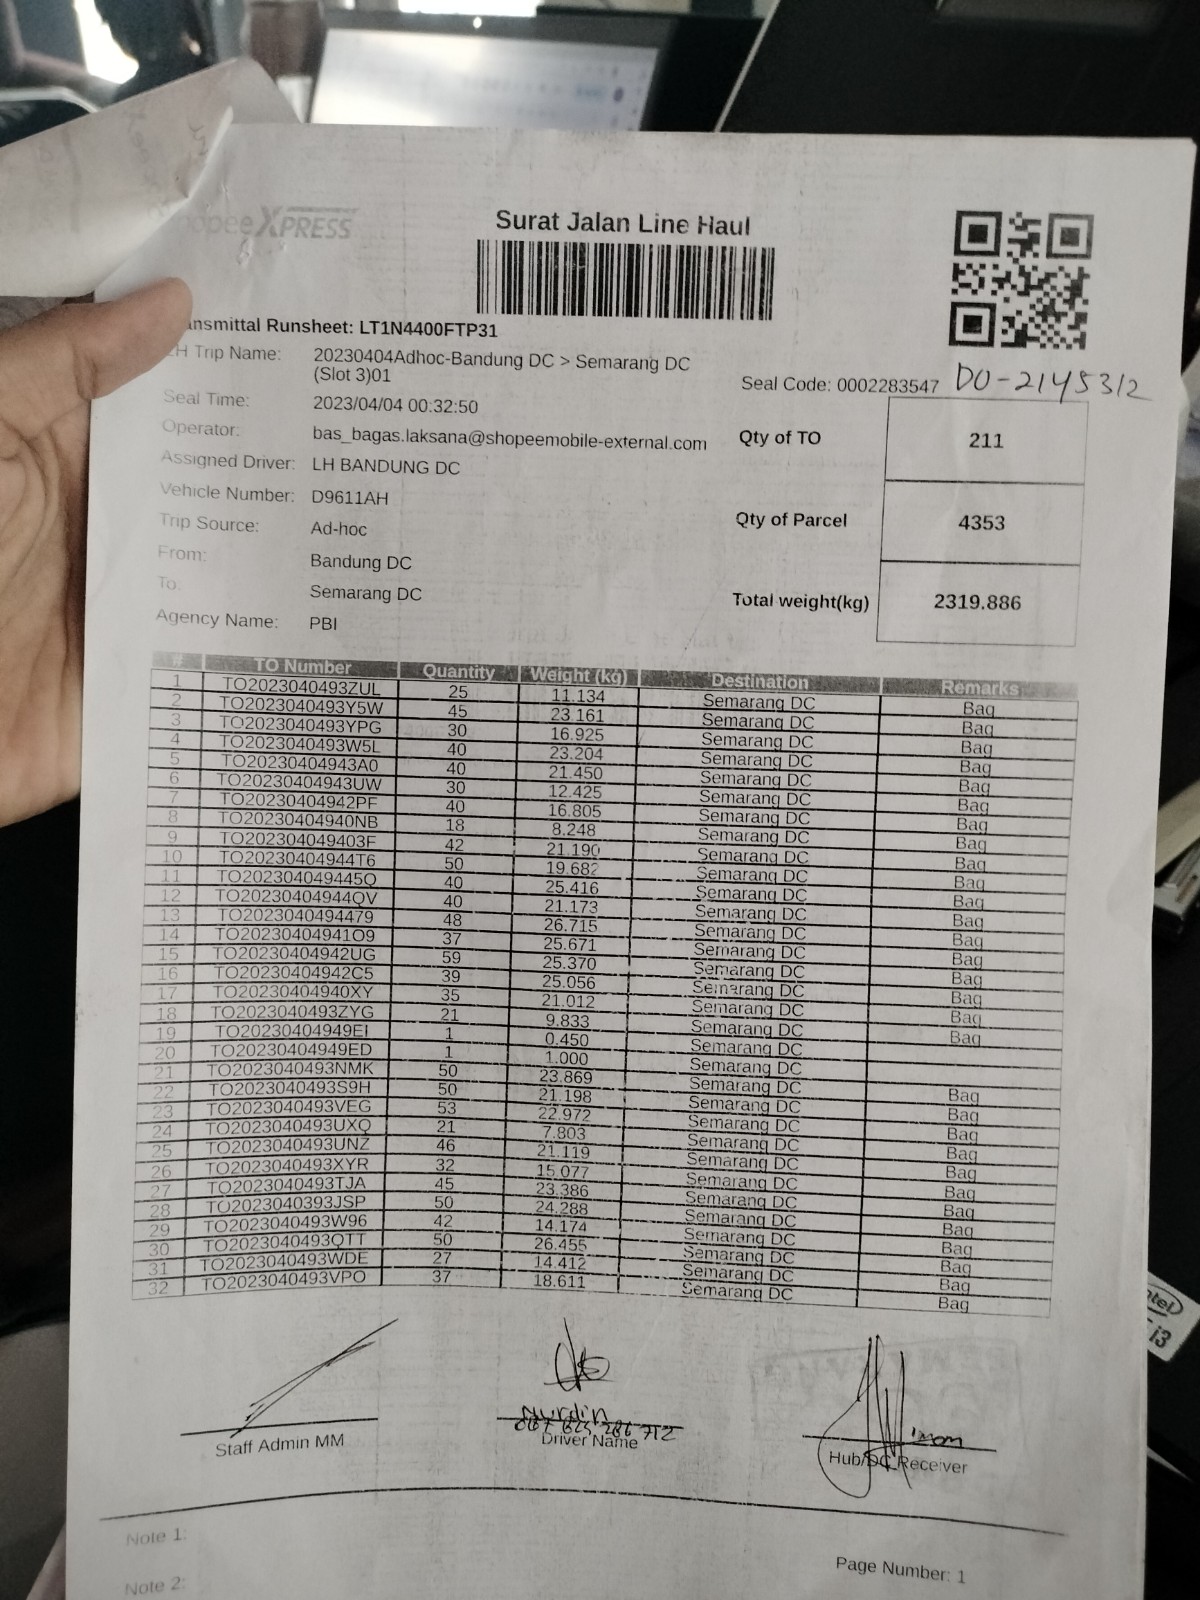 Shopee XPRESS
Surat Jalan Line Haul
Transmittal Runsheet: LT1N4400FTP31
LH Trip Name: 20230404Adhoc-Bandung DC > Semarang DC (Slot 3)01
Seal Code: 0002283547 DO-2145312
Seal Time: 2023/04/04 00:32:50
Operator: bas_bagas.laksana@shopeemobile-external.com
Assigned Driver: LH BANDUNG DC
Vehicle Number: D9611AH
Trip Source: Ad-hoc
From: Bandung DC
To: Semarang DC
Agency Name: PBI
Qty of TO 211
Qty of Parcel 4353
Total weight(kg) 2319.886
# TO Number Quantity Weight (kg) Destination Remarks
1 TO2023040493ZUL 25 11.134 Semarang DC Bag
2 TO2023040493Y5W 45 23.161 Semarang DC Bag
3 TO2023040493YPG 30 16.925 Semarang DC Bag
4 TO2023040493W5L 40 23.204 Semarang DC Bag
5 TO20230404943A0 40 21.450 Semarang DC Bag
6 TO20230404943UW 30 12.425 Semarang DC Bag
7 TO20230404942PF 40 16.805 Semarang DC Bag
8 TO20230404940NB 18 8.248 Semarang DC Bag
9 TO202304049403F 42 21.190 Semarang DC Bag
10 TO20230404944T6 50 19.682 Semarang DC Bag
11 TO202304049445Q 40 25.416 Semarang DC Bag
12 TO20230404944QV 40 21.173 Semarang DC Bag
13 TO2023040494479 48 26.715 Semarang DC Bag
14 TO20230404941O9 37 25.671 Semarang DC Bag
15 TO20230404942UG 59 25.370 Semarang DC Bag
16 TO20230404942C5 39 25.056 Semarang DC Bag
17 TO20230404940XY 35 21.012 Semarang DC Bag
18 TO2023040493ZYG 21 9.833 Semarang DC Bag
19 TO20230404949EI 1 0.450 Semarang DC
20 TO20230404949ED 1 1.000 Semarang DC
21 TO2023040493NMK 50 23.869 Semarang DC Bag
22 TO2023040493S9H 50 21.198 Semarang DC Bag
23 TO2023040493VEG 53 22.972 Semarang DC Bag
24 TO2023040493UXQ 21 7.803 Semarang DC Bag
25 TO2023040493UNZ 46 21.119 Semarang DC Bag
26 TO2023040493XYR 32 15.077 Semarang DC Bag
27 TO2023040493TJA 45 23.386 Semarang DC Bag
28 TO2023040393JSP 50 24.288 Semarang DC Bag
29 TO2023040493W96 42 14.174 Semarang DC Bag
30 TO2023040493QTT 50 26.455 Semarang DC Bag
31 TO2023040493WDE 27 14.412 Semarang DC Bag
32 TO2023040493VPO 37 18.611 Semarang DC Bag
Nurdin
Imam
Staff Admin MM
Driver Name
Hub/DC Receiver
Note 1:
Note 2:
Page Number: 1
intel
i3